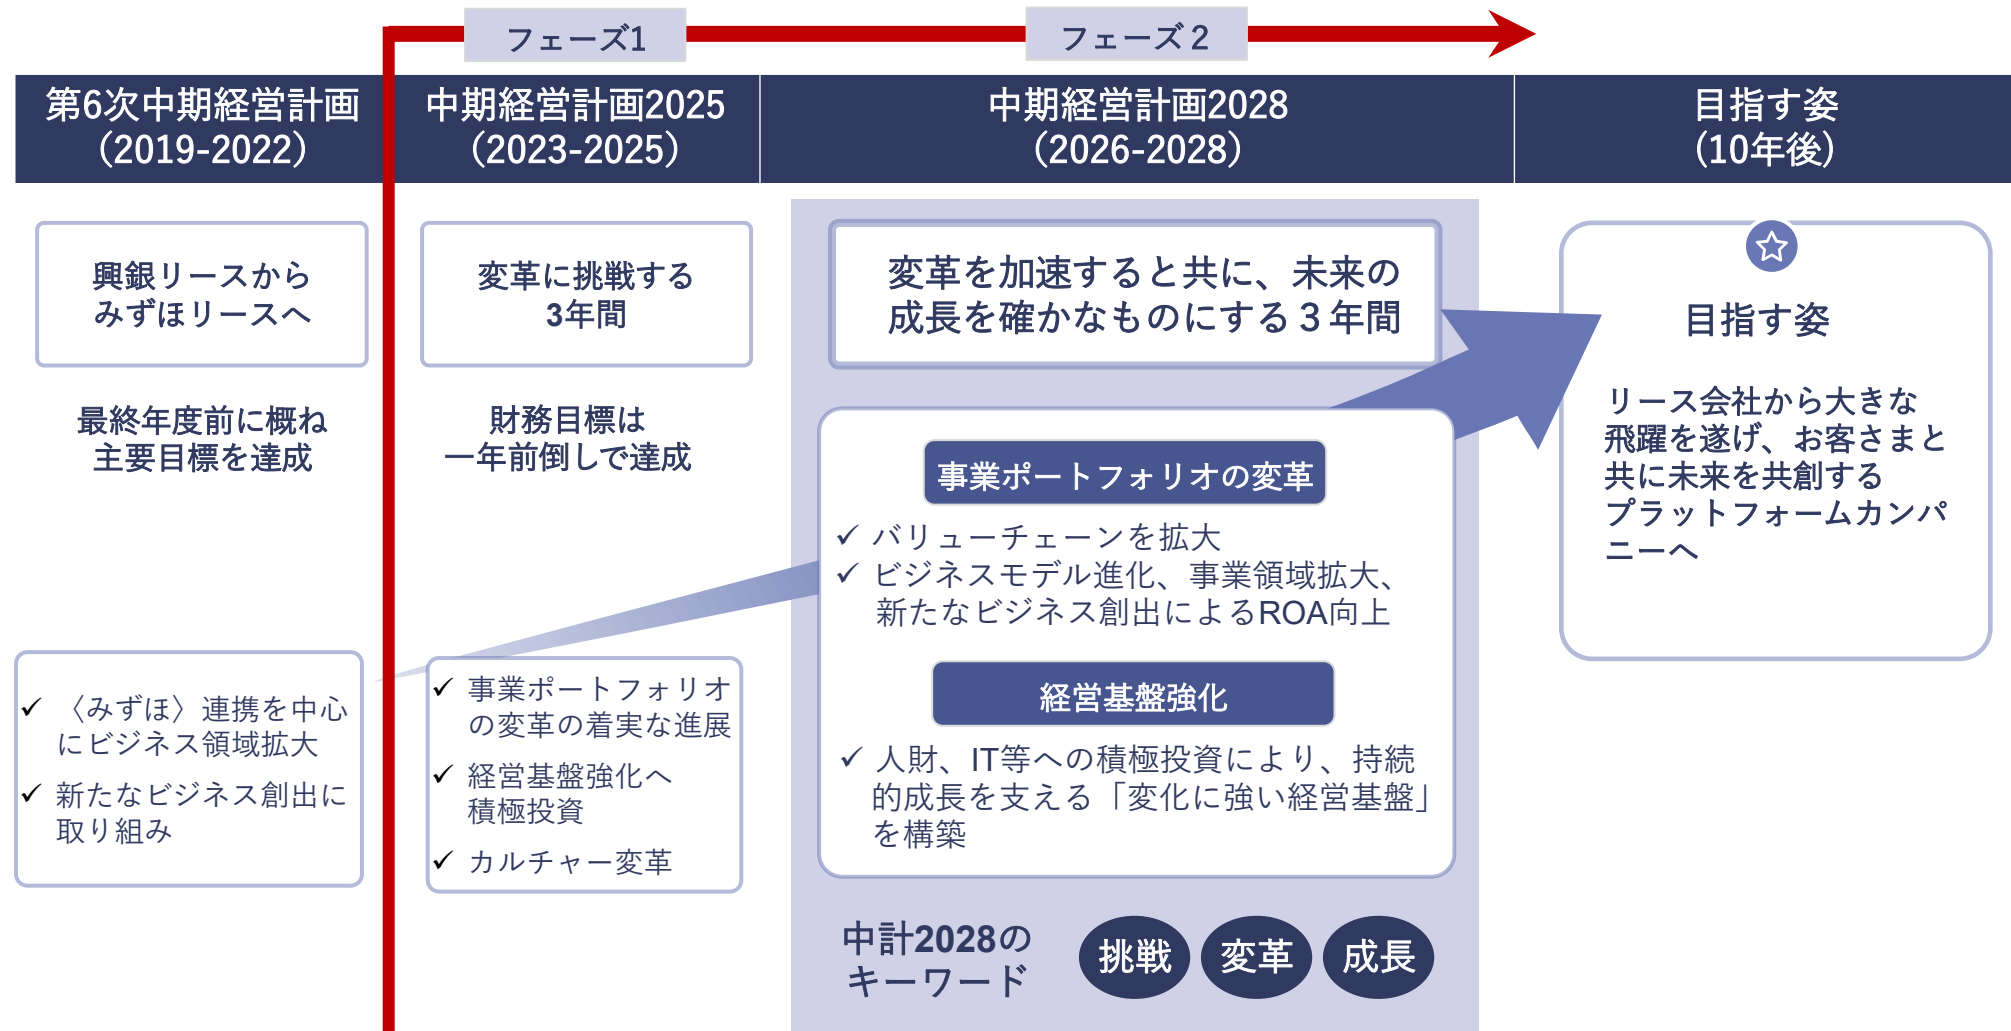 フェーズ1
フェーズ２
第6次中期経営計画
（2019-2022）
中期経営計画2025
（2023-2025）
中期経営計画2028
（2026-2028）
目指す姿
（10年後）
興銀リースから
みずほリースへ
最終年度前に概ね
主要目標を達成
〈みずほ〉連携を中心
にビジネス領域拡大
新たなビジネス創出に
取り組み
変革に挑戦する
3年間
財務目標は
一年前倒しで達成
事業ポートフォリオ
の変革の着実な進展
経営基盤強化へ
積極投資
カルチャー変革
変革を加速すると共に、未来の
成長を確かなものにする３年間
事業ポートフォリオの変革
バリューチェーンを拡大
ビジネスモデル進化、事業領域拡大、
新たなビジネス創出によるROA向上
経営基盤強化
人財、IT等への積極投資により、持続
的成長を支える「変化に強い経営基盤」
を構築
中計2028の
キーワード
挑戦
変革
成長
目指す姿
リース会社から大きな
飛躍を遂げ、お客さまと
共に未来を共創する
プラットフォームカンパ
ニーへ